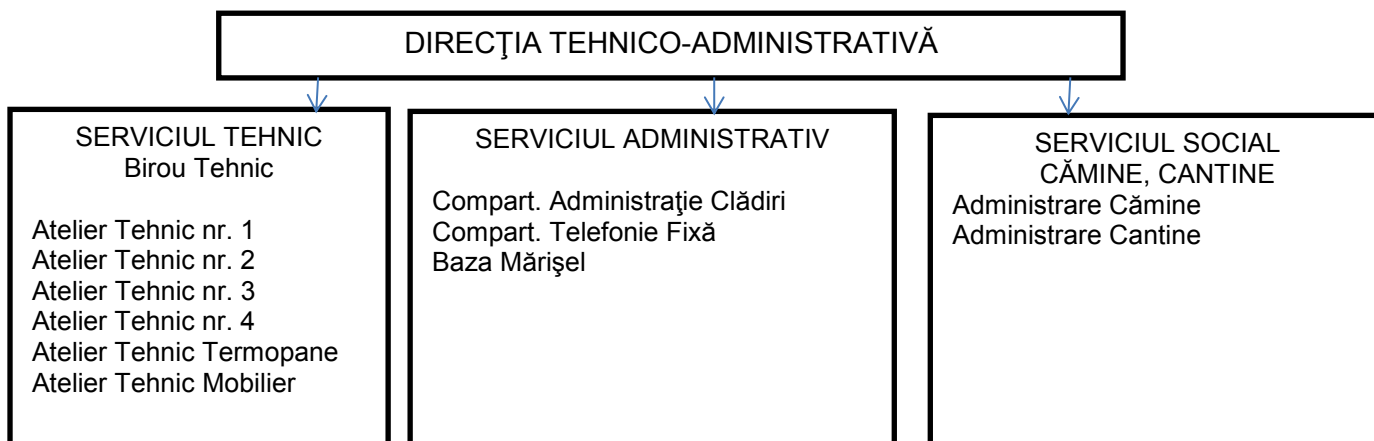 DIRECŢIA TEHNICO-ADMINISTRATIVĂ
SERVICIUL TEHNIC
Birou Tehnic
Atelier Tehnic nr. 1
Atelier Tehnic nr. 2
Atelier Tehnic nr. 3
Atelier Tehnic nr. 4
Atelier Tehnic Termopane
Atelier Tehnic Mobilier
SERVICIUL ADMINISTRATIV
Compart. Administraţie Clădiri
Compart. Telefonie Fixă
Baza Mărişel
SERVICIUL SOCIAL
CĂMINE, CANTINE
Administrare Cămine
Administrare Cantine